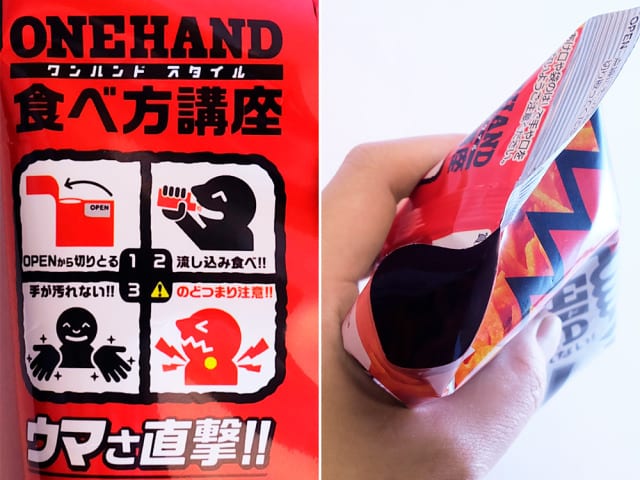 ONEHAND
ワンハンド スタイル
食べ方講座
OPEN
OPENから切りとる
1
2
流し込み食べ!!
手が汚れない!!
3
のどつまり注意!!
ウマさ直撃!!
OPEN
ONEHAND